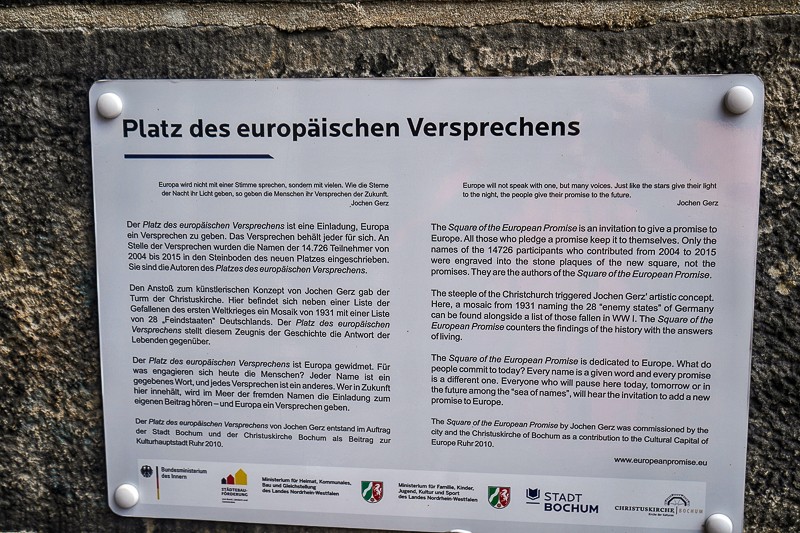 Platz des europäischen Versprechens
Europa wird nicht mit einer Stimme sprechen, sondern mit vielen. Wie die Sterne
der Nacht ihr Licht geben, so geben die Menschen ihr Versprechen der Zukunft.
Jochen Gerz
Der Platz des europäischen Versprechens ist eine Einladung, Europa
ein Versprechen zu geben. Das Versprechen behält jeder für sich. An
Stelle der Versprechen wurden die Namen der 14.726 Teilnehmer von
2004 bis 2015 in den Steinboden des neuen Platzes eingeschrieben.
Sie sind die Autoren des Platzes des europäischen Versprechens.
Den Anstoß zum künstlerischen Konzept von Jochen Gerz gab der
Turm der Christuskirche. Hier befindet sich neben einer Liste der
Gefallenen des ersten Weltkrieges ein Mosaik von 1931 mit einer Liste
von 28 „Feindstaaten“ Deutschlands. Der Platz des europäischen
Versprechens stellt diesem Zeugnis der Geschichte die Antwort der
Lebenden gegenüber.
Der Platz des europäischen Versprechens ist Europa gewidmet. Für
was engagieren sich heute die Menschen? Jeder Name ist ein
gegebenes Wort, und jedes Versprechen ist ein anderes. Wer in Zukunft
hier innehält, wird im Meer der fremden Namen die Einladung zum
eigenen Beitrag hören – und Europa ein Versprechen geben.
Der Platz des europäischen Versprechens von Jochen Gerz entstand im Auftrag
der Stadt Bochum und der Christuskirche Bochum als Beitrag zur
Kulturhauptstadt Ruhr 2010.
Europe will not speak with one, but many voices. Just like the stars give their light
to the night, the people give their promise to the future.
Jochen Gerz
The Square of the European Promise is an invitation to give a promise to
Europe. All those who pledge a promise keep it to themselves. Only the
names of the 14726 participants who contributed from 2004 to 2015
were engraved into the stone plaques of the new square, not the
promises. They are the authors of the Square of the European Promise.
The steeple of the Christchurch triggered Jochen Gerz' artistic concept.
Here, a mosaic from 1931 naming the 28 “enemy states” of Germany
can be found alongside a list of those fallen in WW I. The Square of the
European Promise counters the findings of the history with the answers
of living.
The Square of the European Promise is dedicated to Europe. What do
people commit to today? Every name is a given word and every promise
is a different one. Everyone who will pause here today, tomorrow or in
the future among the “sea of names”, will hear the invitation to add a new
promise to Europe.
The Square of the European Promise by Jochen Gerz was commissioned by the
city and the Christuskirche of Bochum as a contribution to the Cultural Capital of
Europe Ruhr 2010.
www.europeanpromise.eu
Bundesministerium
des Innern
STÄDTEBAU-
FÖRDERUNG
Ministerium für Heimat, Kommunales,
Bau und Gleichstellung
des Landes Nordrhein-Westfalen
Ministerium für Familie, Kinder,
Jugend, Kultur und Sport
des Landes Nordrhein-Westfalen
STADT
BOCHUM
CHRISTUSKIRCHE BOCHUM